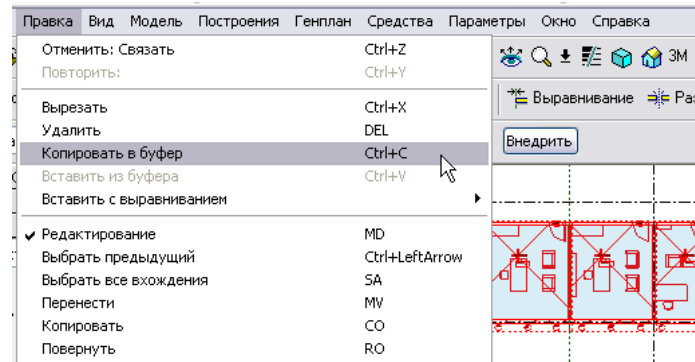 Правка Вид Модель Построения Генплан Средства Параметры Окно Справка
Отменить: Связать Ctrl+Z
Повторить: Ctrl+Y
3М
Вырезать Ctrl+X
Выравнивание
Удалить DEL
Копировать в буфер Ctrl+C
Внедрить
Вставить из буфера Ctrl+V
Вставить с выравниванием
Редактирование MD
Выбрать предыдущий Ctrl+LeftArrow
Выбрать все вхождения SA
Перенести MV
Копировать CO
Повернуть RO